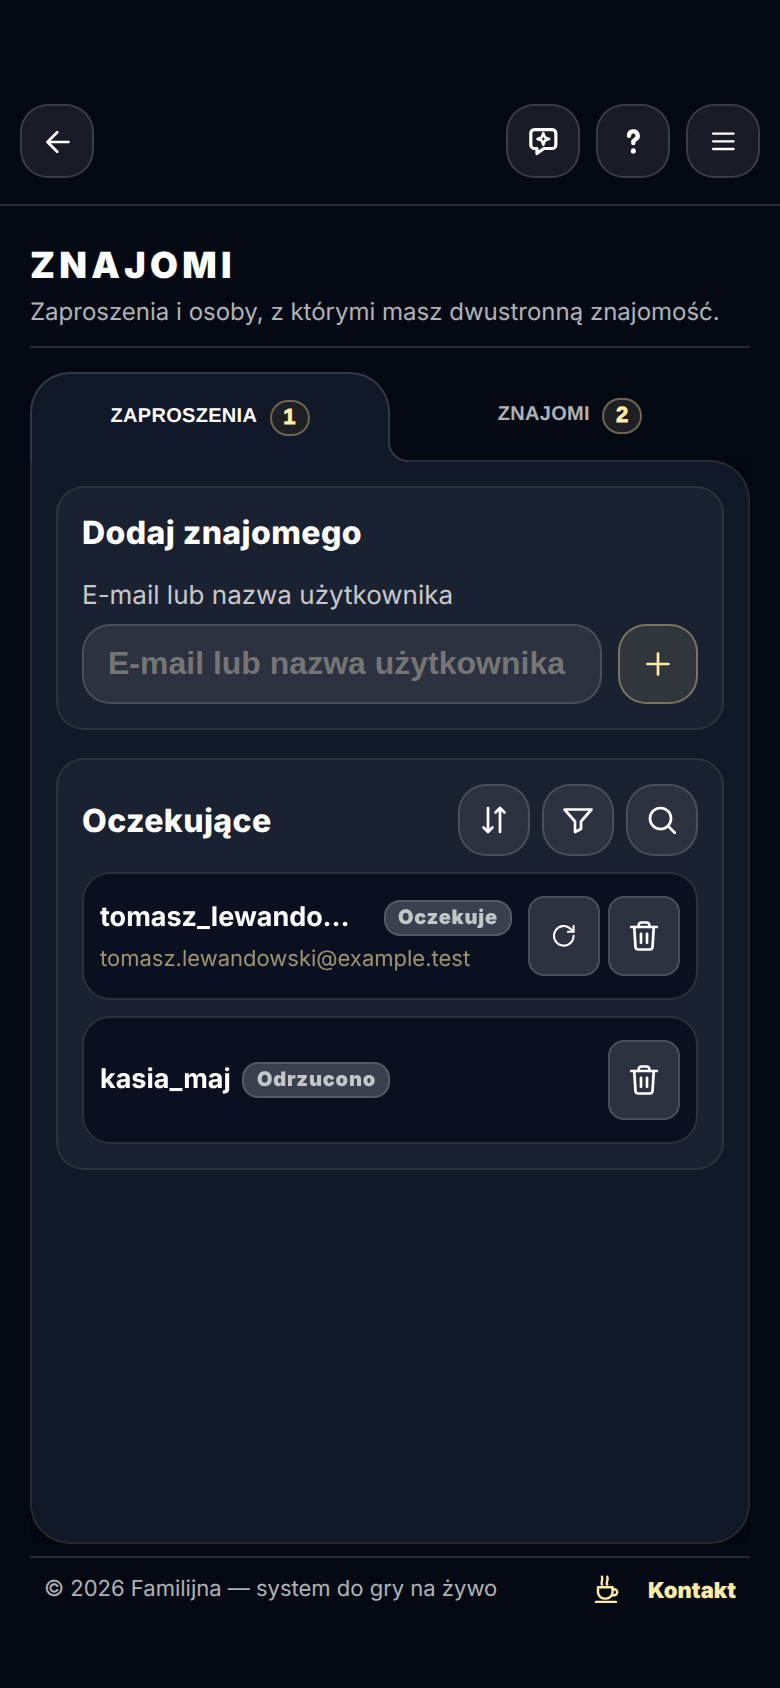 ZNAJOMI
Zaproszenia i osoby, z którymi masz dwustronną znajomość.
ZAPROSZENIA 1
ZNAJOMI 2
Dodaj znajomego
E-mail lub nazwa użytkownika
E-mail lub nazwa użytkownika
Oczekujące
tomasz_lewando... Oczekuje
tomasz.lewandowski@example.test
kasia_maj Odrzucono
© 2026 Familijna — system do gry na żywo
Kontakt